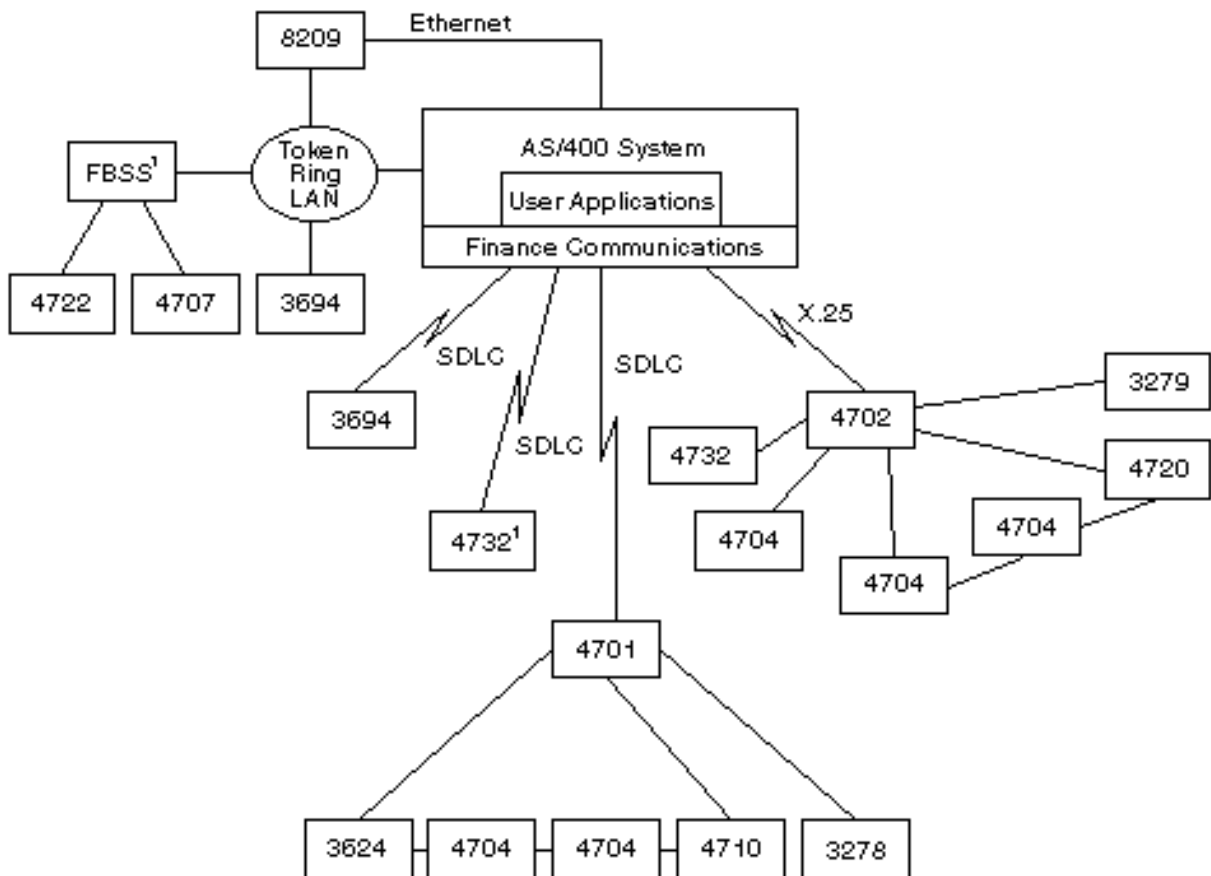 Ethernet
8209
AS/400 System
Token
Ring
LAN
FBSS¹
User Applications
Finance Communications
4722
4707
3694
X.25
SDLC
SDLC
3279
3694
4702
SDLC
4732
4720
4732¹
4704
4704
4704
4701
3624
4704
4704
4710
3278